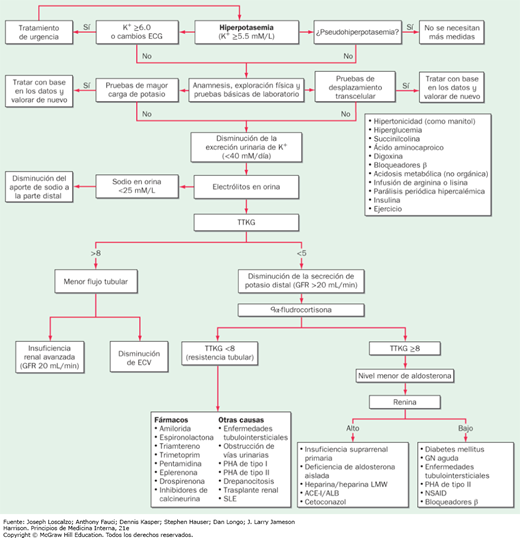 Tratamiento
de urgencia
Sí
K⁺ ≥6.0
o cambios ECG
Hiperpotasemia
(K⁺ ≥5.5 mM/L)
¿Pseudohiperpotasemia?
Sí
No se necesitan
más medidas
No
No
Tratar con base
en los datos y
valorar de nuevo
Sí
Pruebas de mayor
carga de potasio
Anamnesis, exploración física y
pruebas básicas de laboratorio
Pruebas de
desplazamiento
transcelular
Sí
Tratar con base
en los datos y
valorar de nuevo
No
No
• Hipertonicidad (como manitol)
• Hiperglucemia
• Succinilcolina
• Ácido aminocaproico
• Digoxina
• Bloqueadores β
• Acidosis metabólica (no orgánica)
• Infusión de arginina o lisina
• Parálisis periódica hipercalémica
• Insulina
• Ejercicio
Disminución de la
excreción urinaria de K⁺
(<40 mM/día)
Disminución del
aporte de sodio a
la parte distal
Sodio en orina
<25 mM/L
Electrólitos en orina
TTKG
>8
<5
Menor flujo tubular
Disminución de la secreción de
potasio distal (GFR >20 mL/min)
9α-fludrocortisona
Insuficiencia
renal avanzada
(GFR 20 mL/min)
Disminución
de ECV
TTKG <8
(resistencia tubular)
TTKG ≥8
Nivel menor de aldosterona
Renina
Alto
Bajo
Fármacos
• Amilorida
• Espironolactona
• Triamtereno
• Trimetoprim
• Pentamidina
• Eplerenona
• Drospirenona
• Inhibidores de
calcineurina
Otras causas
• Enfermedades
tubulointersticiales
• Obstrucción de
vías urinarias
• PHA de tipo I
• PHA de tipo II
• Drepanocitosis
• Trasplante renal
• SLE
• Insuficiencia suprarrenal
primaria
• Deficiencia de aldosterona
aislada
• Heparina/heparina LMW
• ACE-I/ALB
• Cetoconazol
• Diabetes mellitus
• GN aguda
• Enfermedades
tubulointersticiales
• PHA de tipo II
• NSAID
• Bloqueadores β
Fuente: Joseph Loscalzo; Anthony Fauci; Dennis Kasper; Stephen Hauser; Dan Longo; J. Larry Jameson
Harrison. Principios de Medicina Interna, 21e
Copyright © McGraw Hill Education. Todos los derechos reservados.